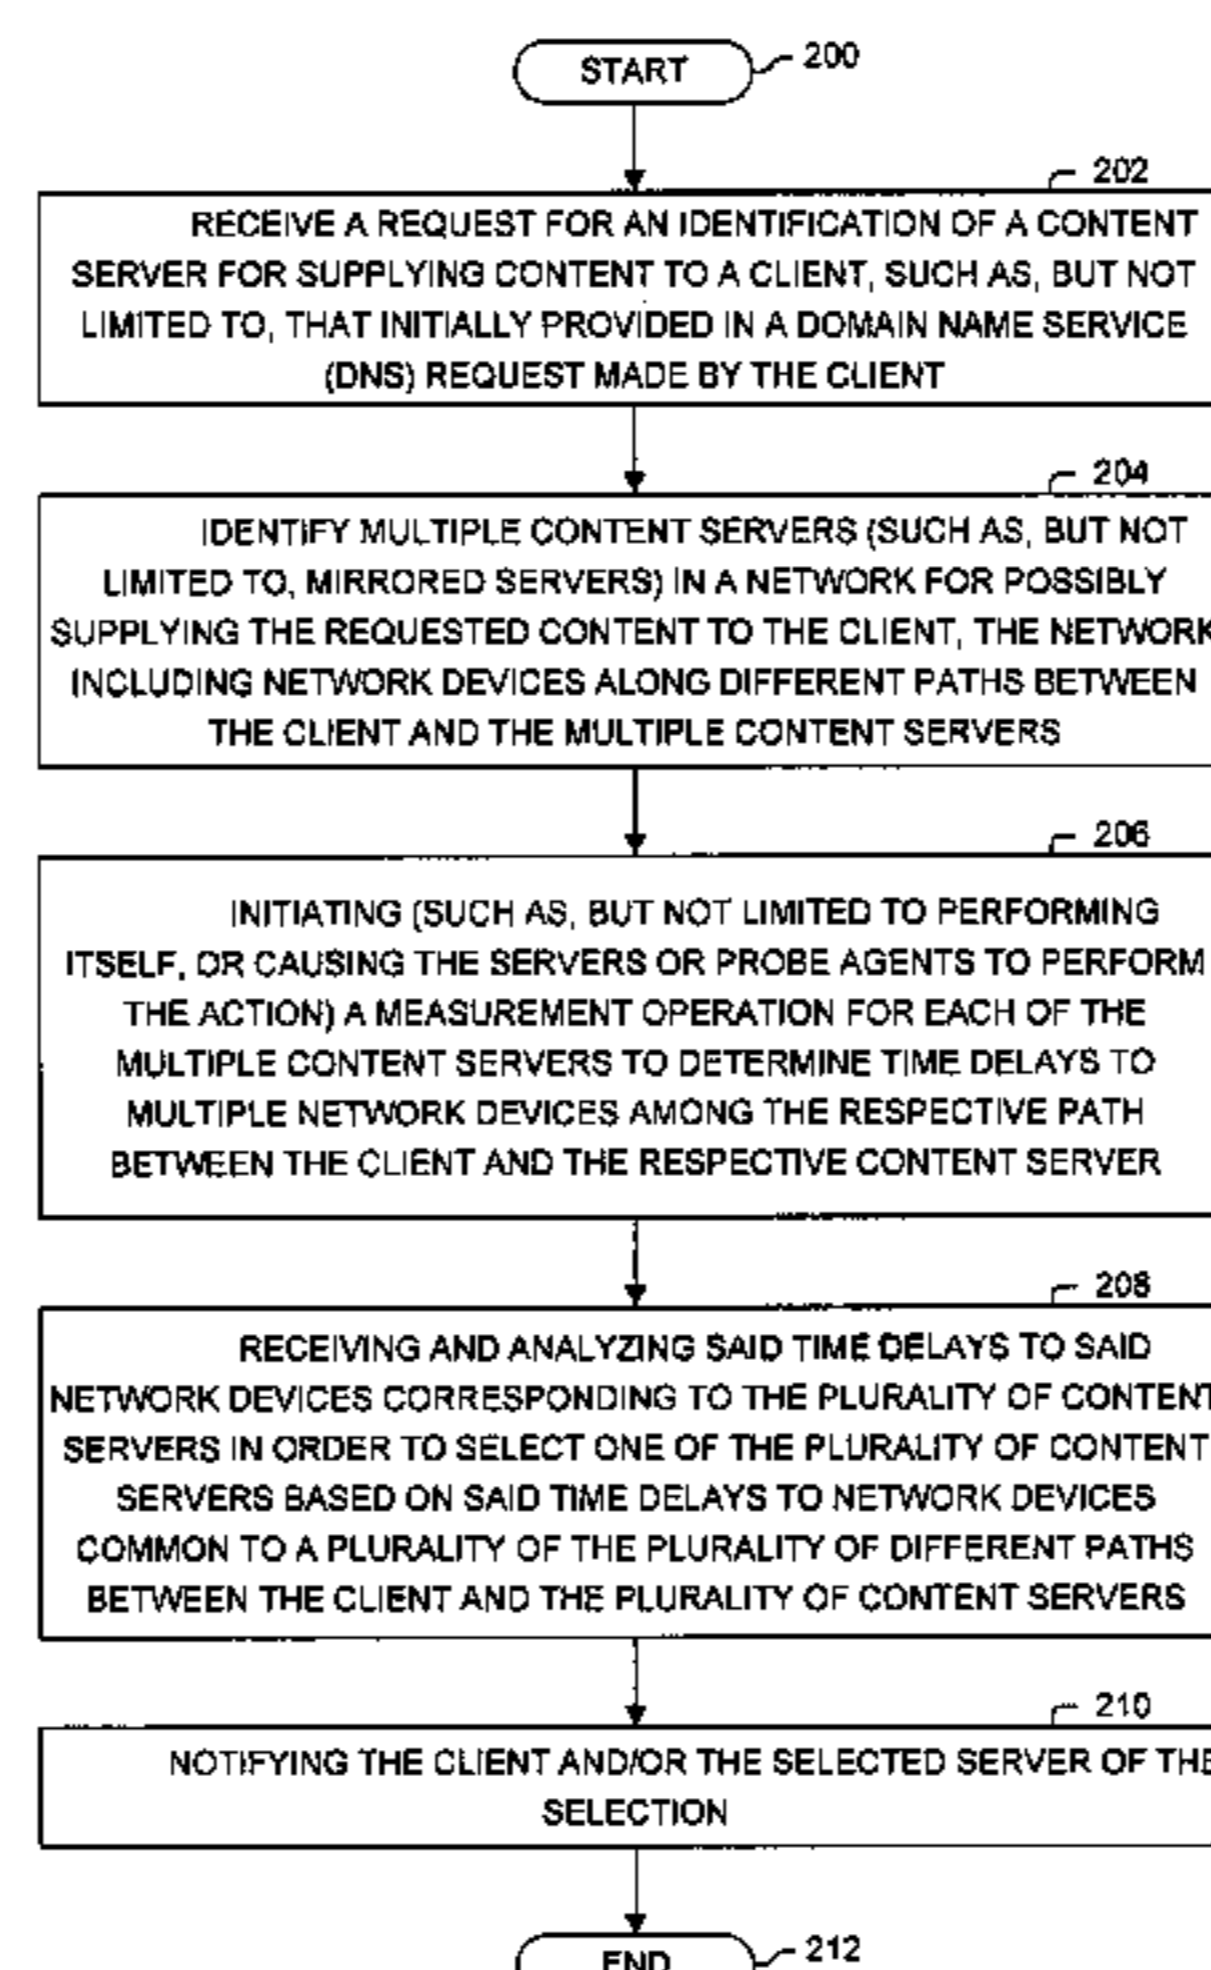 START
200
202
RECEIVE A REQUEST FOR AN IDENTIFICATION OF A CONTENT
SERVER FOR SUPPLYING CONTENT TO A CLIENT, SUCH AS, BUT NOT
LIMITED TO, THAT INITIALLY PROVIDED IN A DOMAIN NAME SERVICE
(DNS) REQUEST MADE BY THE CLIENT
204
IDENTIFY MULTIPLE CONTENT SERVERS (SUCH AS, BUT NOT
LIMITED TO, MIRRORED SERVERS) IN A NETWORK FOR POSSIBLY
SUPPLYING THE REQUESTED CONTENT TO THE CLIENT, THE NETWORK
INCLUDING NETWORK DEVICES ALONG DIFFERENT PATHS BETWEEN
THE CLIENT AND THE MULTIPLE CONTENT SERVERS
206
INITIATING (SUCH AS, BUT NOT LIMITED TO PERFORMING
ITSELF, OR CAUSING THE SERVERS OR PROBE AGENTS TO PERFORM
THE ACTION) A MEASUREMENT OPERATION FOR EACH OF THE
MULTIPLE CONTENT SERVERS TO DETERMINE TIME DELAYS TO
MULTIPLE NETWORK DEVICES AMONG THE RESPECTIVE PATH
BETWEEN THE CLIENT AND THE RESPECTIVE CONTENT SERVER
208
RECEIVING AND ANALYZING SAID TIME DELAYS TO SAID
NETWORK DEVICES CORRESPONDING TO THE PLURALITY OF CONTENT
SERVERS IN ORDER TO SELECT ONE OF THE PLURALITY OF CONTENT
SERVERS BASED ON SAID TIME DELAYS TO NETWORK DEVICES
COMMON TO A PLURALITY OF THE PLURALITY OF DIFFERENT PATHS
BETWEEN THE CLIENT AND THE PLURALITY OF CONTENT SERVERS
210
NOTIFYING THE CLIENT AND/OR THE SELECTED SERVER OF THE
SELECTION
END
212